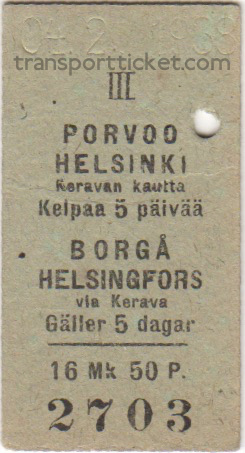 transportticket.com
III
PORVOO
HELSINKI
Keravan kautta
Kelpaa 5 päivää
BORGÅ
HELSINGFORS
via Kerava
Gäller 5 dagar
16 Mk 50 P.
2703